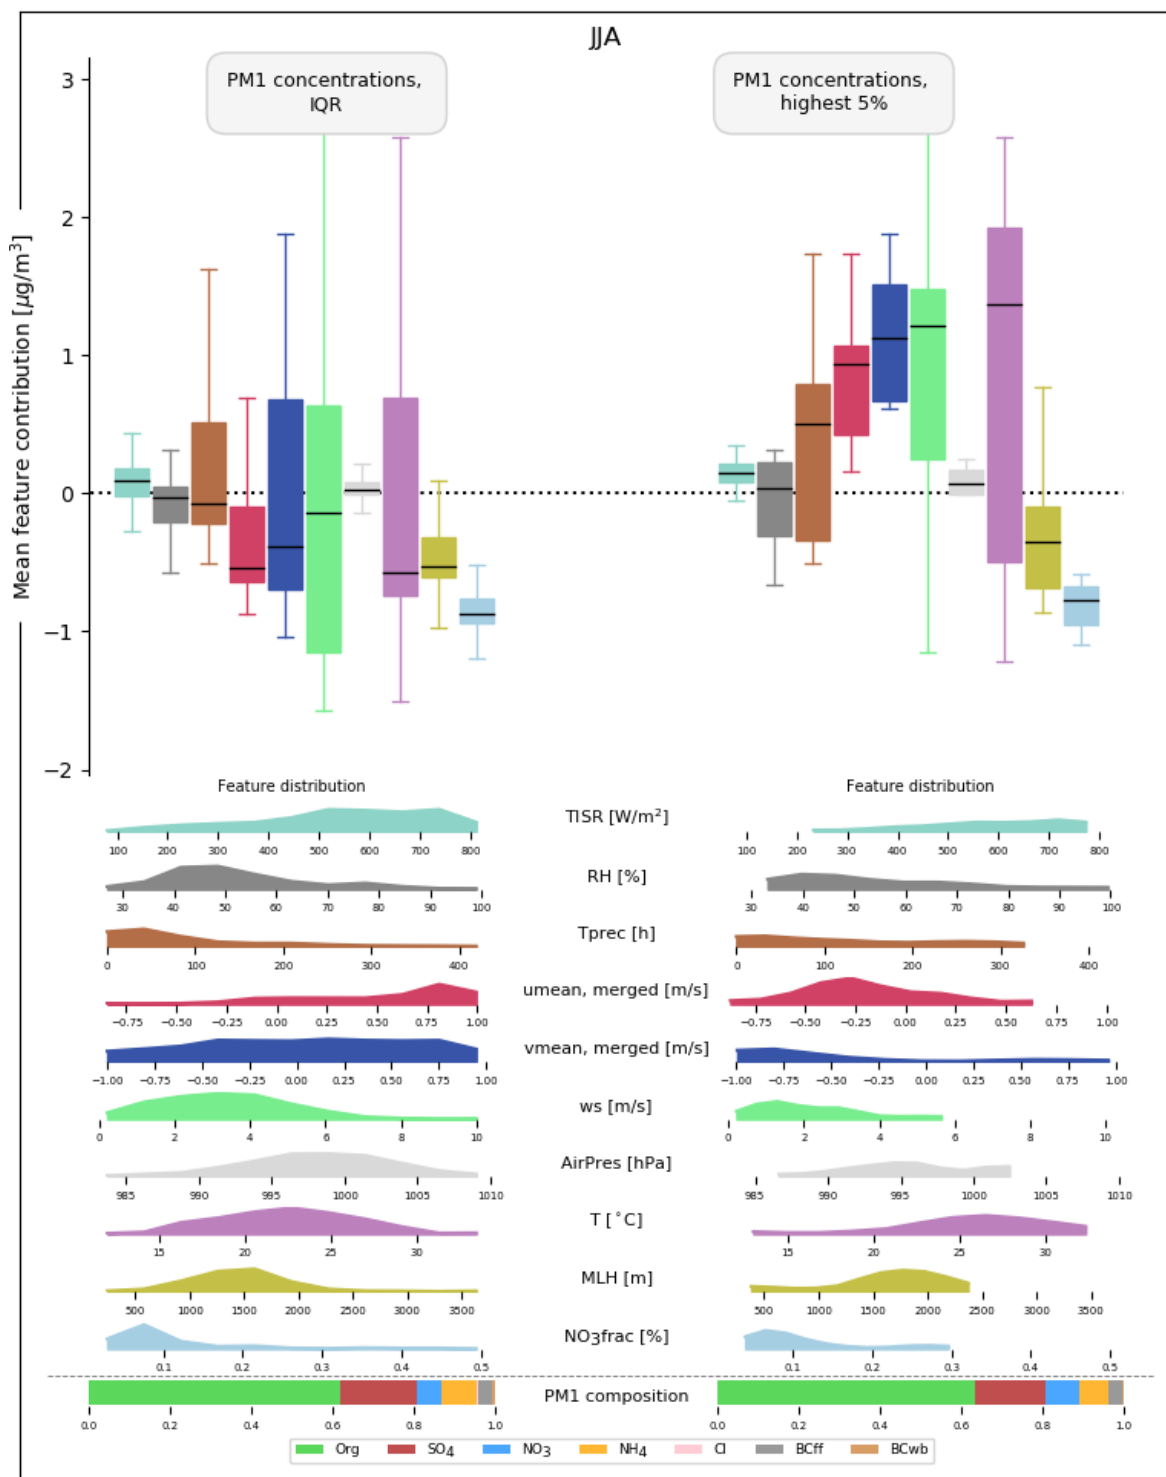 JJA
PM1 concentrations,
IQR
PM1 concentrations,
highest 5%
Mean feature contribution [μg/m³]
3
2
1
0
−1
−2
Feature distribution
Feature distribution
TISR [W/m²]
100 200 300 400 500 600 700 800
100 200 300 400 500 600 700 800
RH [%]
30 40 50 60 70 80 90 100
30 40 50 60 70 80 90 100
Tprec [h]
0 100 200 300 400
0 100 200 300 400
umean, merged [m/s]
−0.75 −0.50 −0.25 0.00 0.25 0.50 0.75 1.00
−0.75 −0.50 −0.25 0.00 0.25 0.50 0.75 1.00
vmean, merged [m/s]
−1.00 −0.75 −0.50 −0.25 0.00 0.25 0.50 0.75 1.00
−1.00 −0.75 −0.50 −0.25 0.00 0.25 0.50 0.75 1.00
ws [m/s]
0 2 4 6 8 10
0 2 4 6 8 10
AirPres [hPa]
985 990 995 1000 1005 1010
985 990 995 1000 1005 1010
T [˚C]
15 20 25 30
15 20 25 30
MLH [m]
500 1000 1500 2000 2500 3000 3500
500 1000 1500 2000 2500 3000 3500
NO₃frac [%]
0.1 0.2 0.3 0.4 0.5
0.1 0.2 0.3 0.4 0.5
PM1 composition
0.0 0.2 0.4 0.6 0.8 1.0
0.0 0.2 0.4 0.6 0.8 1.0
Org SO₄ NO₃ NH₄ Cl BCff BCwb